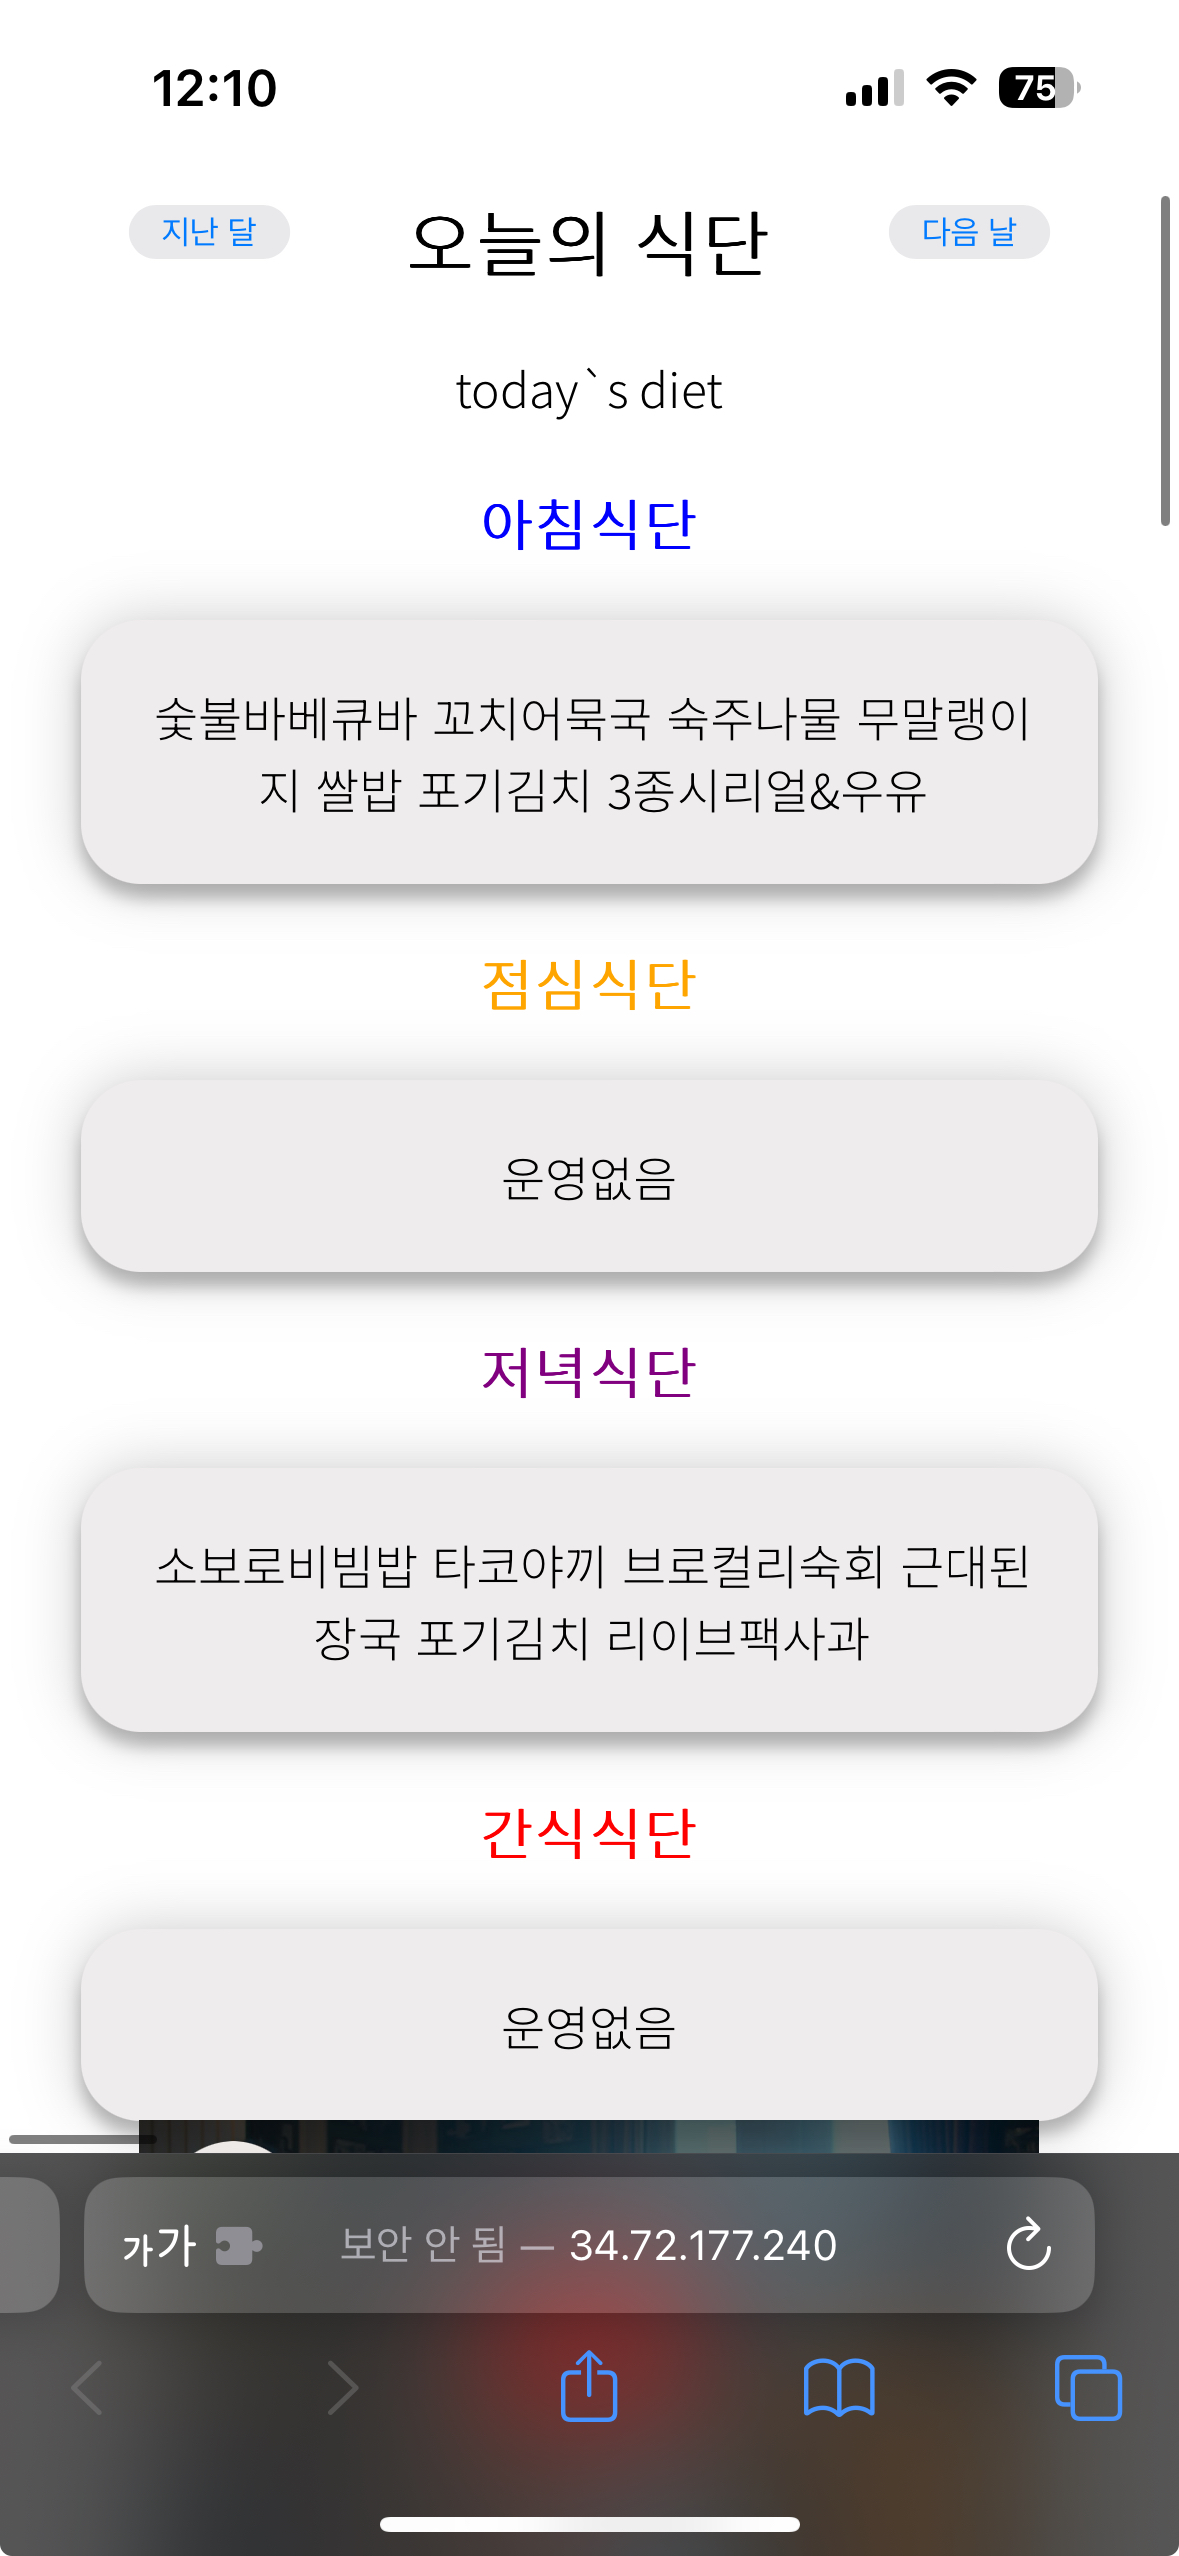 12:10
75
지난 달
오늘의 식단
다음 날
today`s diet
아침식단
숯불바베큐바 꼬치어묵국 숙주나물 무말랭이
지 쌀밥 포기김치 3종시리얼&우유
점심식단
운영없음
저녁식단
소보로비빔밥 타코야끼 브로컬리숙회 근대된
장국 포기김치 리이브팩사과
간식식단
운영없음
가가 보안 안 됨 — 34.72.177.240